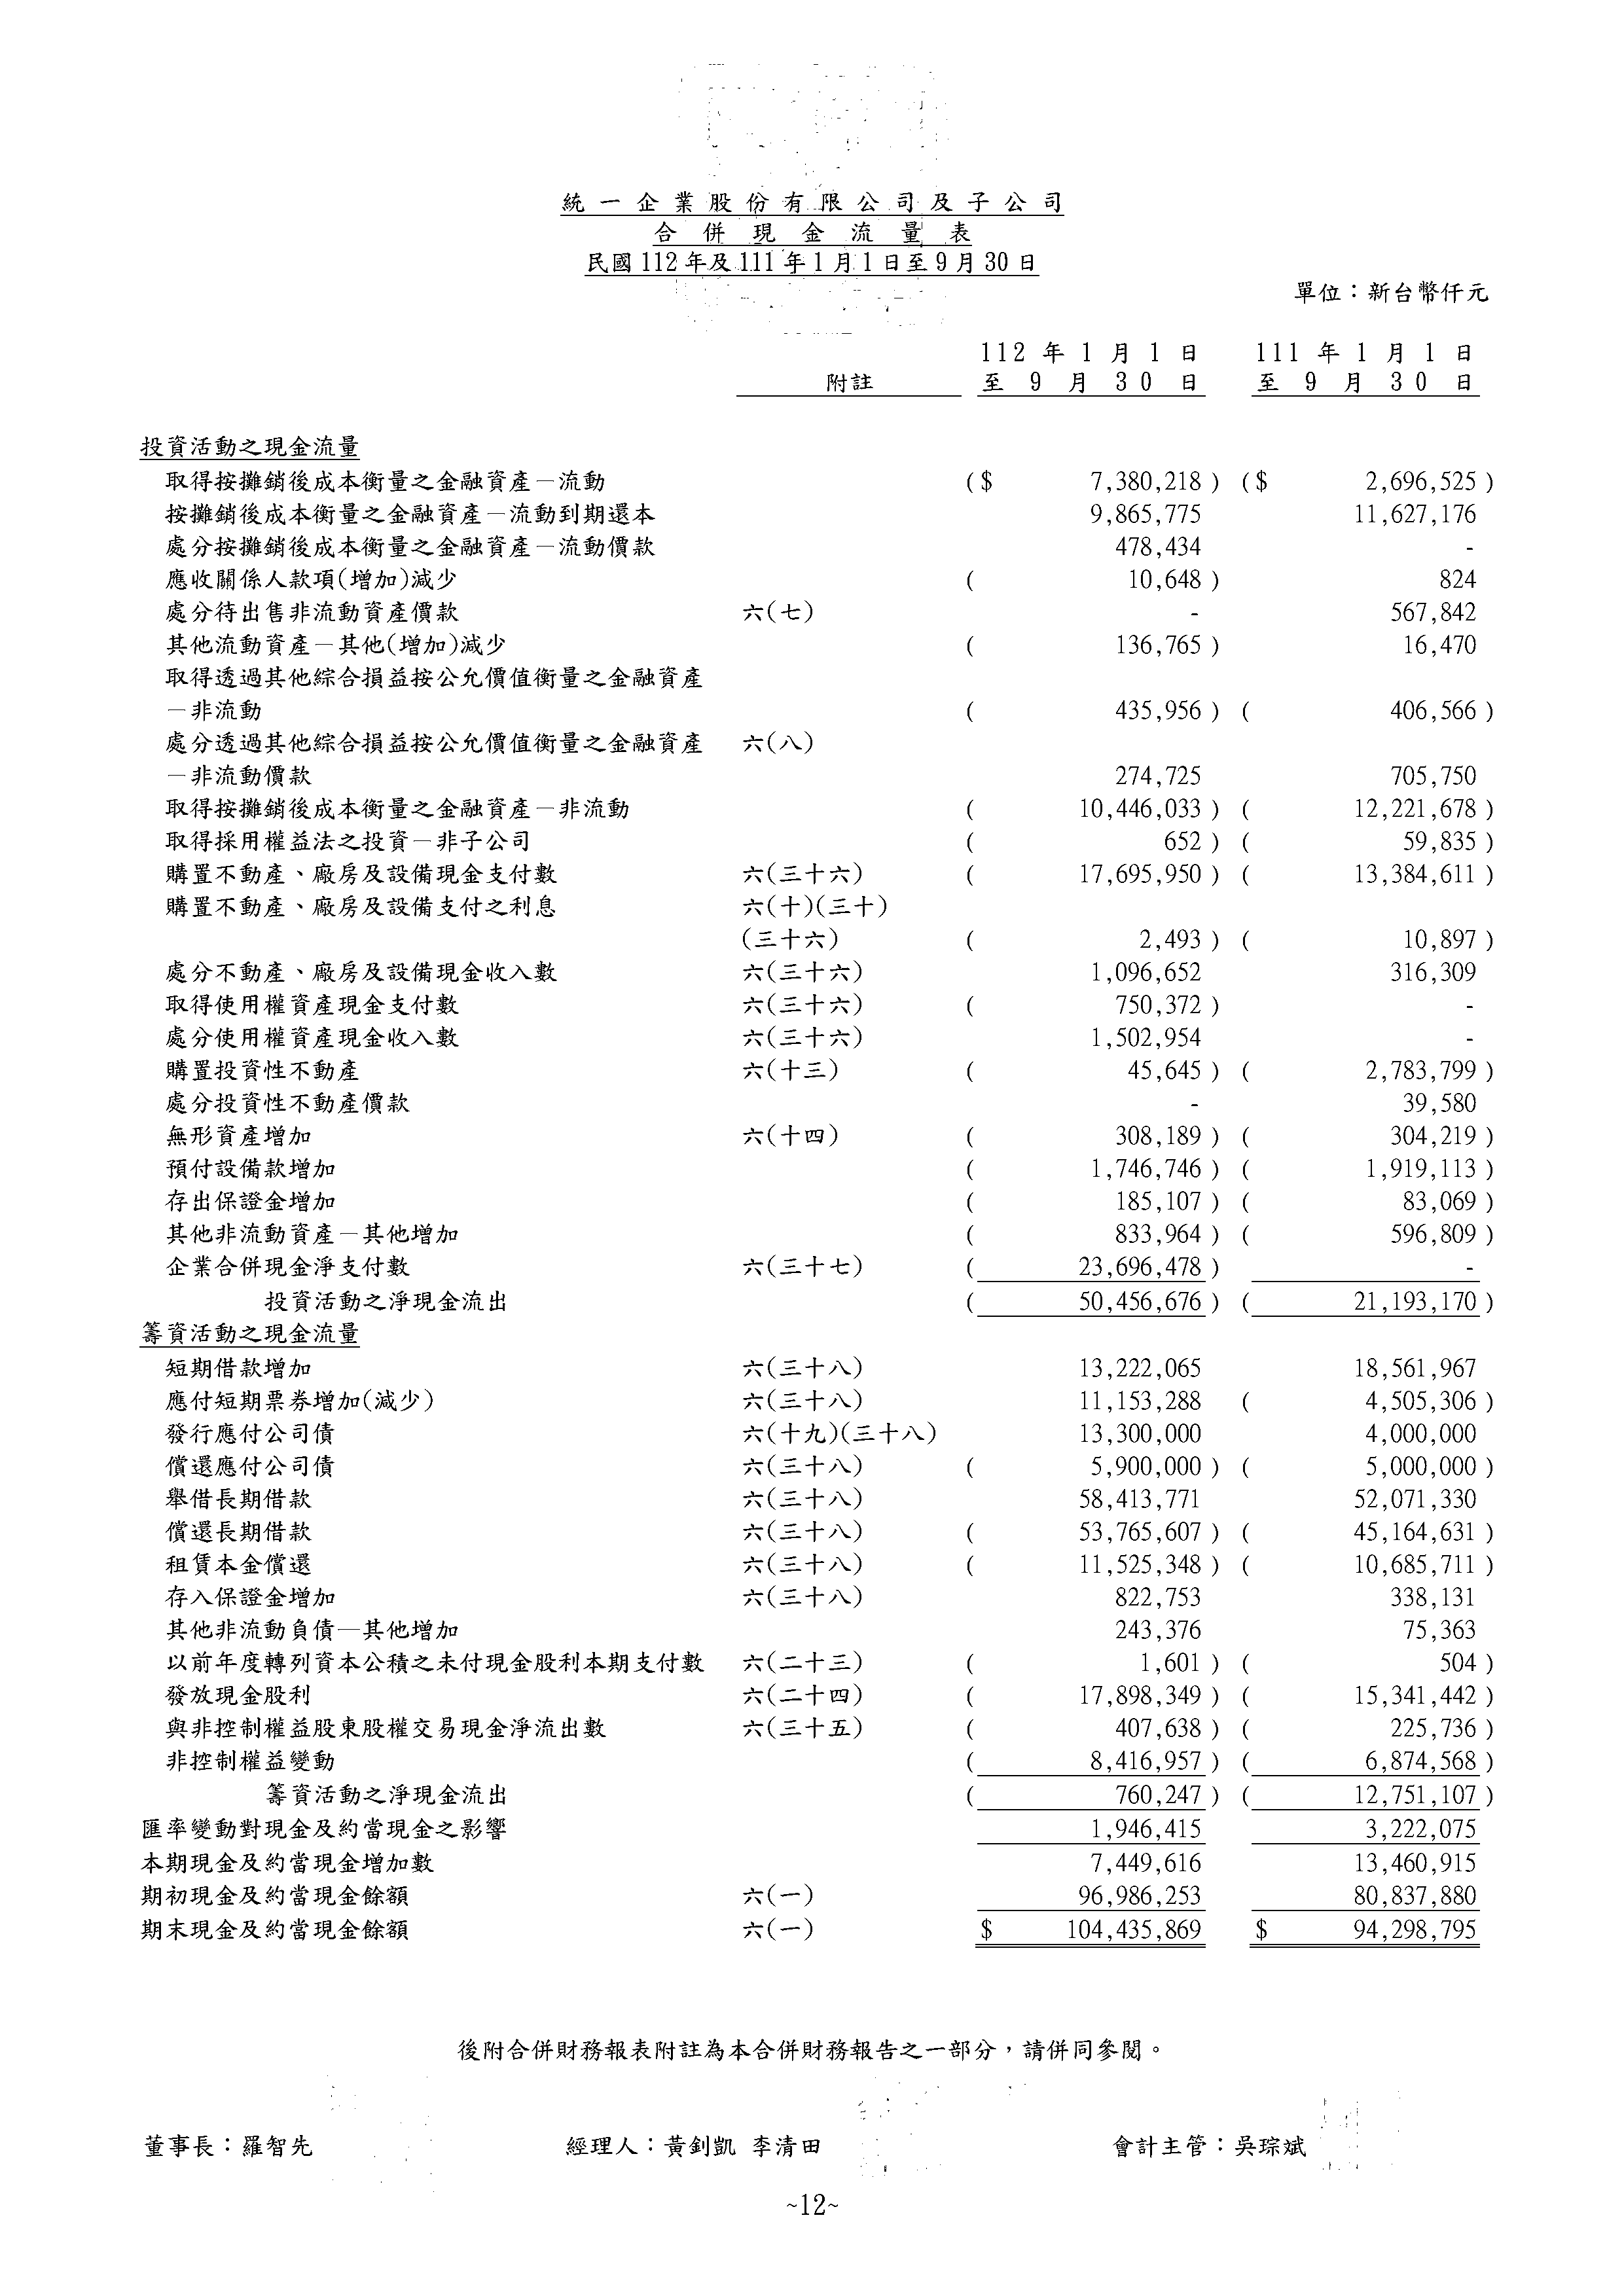 統一企業股份有限公司及子公司
合併現金流量表
民國112年及111年1月1日至9月30日
單位：新台幣仟元
112年1月1日 111年1月1日
附註 至9月30日 至9月30日
投資活動之現金流量
取得按攤銷後成本衡量之金融資產－流動 ($ 7,380,218) ($ 2,696,525)
按攤銷後成本衡量之金融資產－流動到期還本 9,865,775 11,627,176
處分按攤銷後成本衡量之金融資產－流動價款 478,434 -
應收關係人款項(增加)減少 ( 10,648) 824
處分待出售非流動資產價款 六(七) - 567,842
其他流動資產－其他(增加)減少 ( 136,765) 16,470
取得透過其他綜合損益按公允價值衡量之金融資產
－非流動 ( 435,956) ( 406,566)
處分透過其他綜合損益按公允價值衡量之金融資產 六(八)
－非流動價款 274,725 705,750
取得按攤銷後成本衡量之金融資產－非流動 ( 10,446,033) ( 12,221,678)
取得採用權益法之投資－非子公司 ( 652) ( 59,835)
購置不動產、廠房及設備現金支付數 六(三十六) ( 17,695,950) ( 13,384,611)
購置不動產、廠房及設備支付之利息 六(十)(三十)
(三十六) ( 2,493) ( 10,897)
處分不動產、廠房及設備現金收入數 六(三十六) 1,096,652 316,309
取得使用權資產現金支付數 六(三十六) ( 750,372) -
處分使用權資產現金收入數 六(三十六) 1,502,954 -
購置投資性不動產 六(十三) ( 45,645) ( 2,783,799)
處分投資性不動產價款 - 39,580
無形資產增加 六(十四) ( 308,189) ( 304,219)
預付設備款增加 ( 1,746,746) ( 1,919,113)
存出保證金增加 ( 185,107) ( 83,069)
其他非流動資產－其他增加 ( 833,964) ( 596,809)
企業合併現金淨支付數 六(三十七) ( 23,696,478) -
投資活動之淨現金流出 ( 50,456,676) ( 21,193,170)
籌資活動之現金流量
短期借款增加 六(三十八) 13,222,065 18,561,967
應付短期票券增加(減少) 六(三十八) 11,153,288 ( 4,505,306)
發行應付公司債 六(十九)(三十八) 13,300,000 4,000,000
償還應付公司債 六(三十八) ( 5,900,000) ( 5,000,000)
舉借長期借款 六(三十八) 58,413,771 52,071,330
償還長期借款 六(三十八) ( 53,765,607) ( 45,164,631)
租賃本金償還 六(三十八) ( 11,525,348) ( 10,685,711)
存入保證金增加 六(三十八) 822,753 338,131
其他非流動負債—其他增加 243,376 75,363
以前年度轉列資本公積之未付現金股利本期支付數 六(二十三) ( 1,601) ( 504)
發放現金股利 六(二十四) ( 17,898,349) ( 15,341,442)
與非控制權益股東股權交易現金淨流出數 六(三十五) ( 407,638) ( 225,736)
非控制權益變動 ( 8,416,957) ( 6,874,568)
籌資活動之淨現金流出 ( 760,247) ( 12,751,107)
匯率變動對現金及約當現金之影響 1,946,415 3,222,075
本期現金及約當現金增加數 7,449,616 13,460,915
期初現金及約當現金餘額 六(一) 96,986,253 80,837,880
期末現金及約當現金餘額 六(一) $ 104,435,869 $ 94,298,795
後附合併財務報表附註為本合併財務報告之一部分，請併同參閱。
董事長：羅智先 經理人：黃釗凱 李清田 會計主管：吳琮斌
~12~